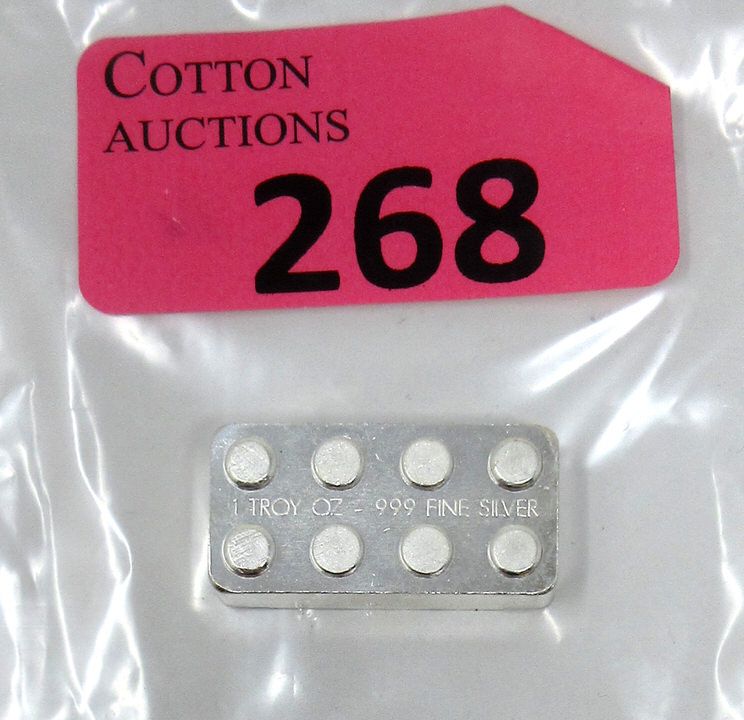 COTTON
AUCTIONS
268
1 TROY OZ - 999 FINE SILVER